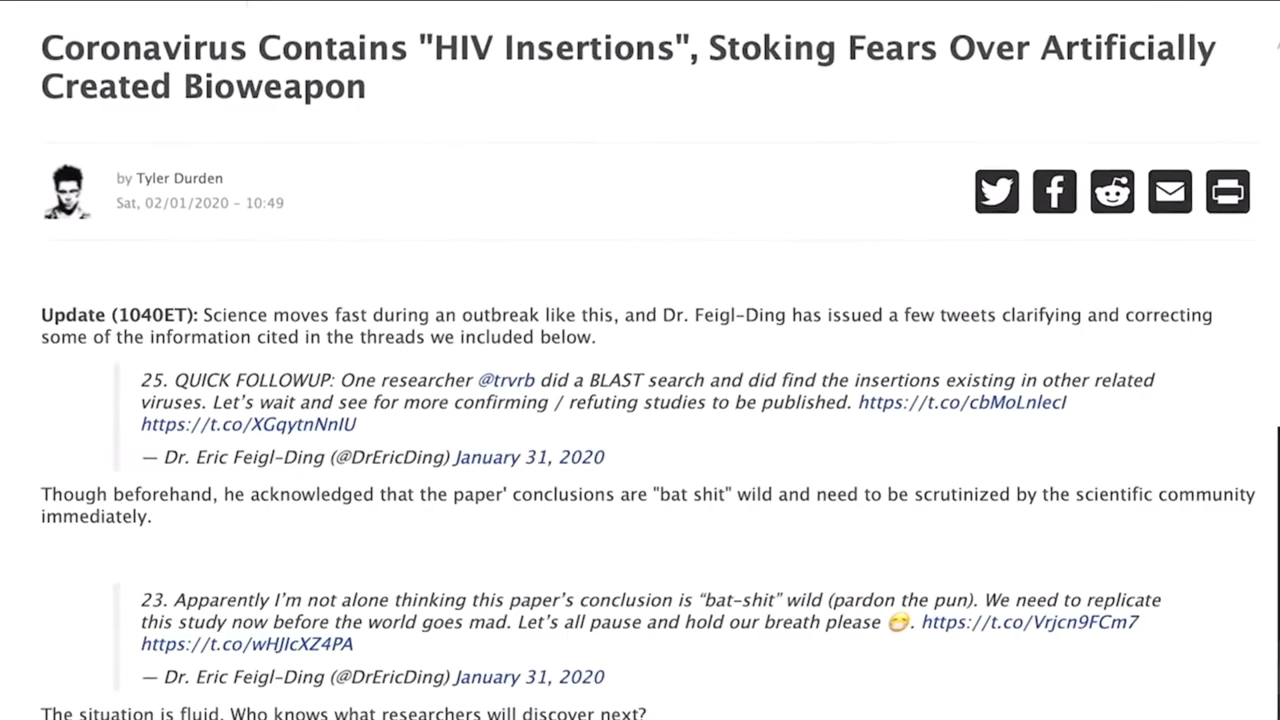 Coronavirus Contains "HIV Insertions", Stoking Fears Over Artificially
Created Bioweapon
by Tyler Durden
Sat, 02/01/2020 – 10:49
Update (1040ET): Science moves fast during an outbreak like this, and Dr. Feigl-Ding has issued a few tweets clarifying and correcting
some of the information cited in the threads we included below.
25. QUICK FOLLOWUP: One researcher @trvrb did a BLAST search and did find the insertions existing in other related
viruses. Let's wait and see for more confirming / refuting studies to be published. https://t.co/cbMoLnlecI
https://t.co/XGqytnNnIU
— Dr. Eric Feigl-Ding (@DrEricDing) January 31, 2020
Though beforehand, he acknowledged that the paper' conclusions are "bat shit" wild and need to be scrutinized by the scientific community
immediately.
23. Apparently I'm not alone thinking this paper's conclusion is “bat-shit” wild (pardon the pun). We need to replicate
this study now before the world goes mad. Let's all pause and hold our breath please 😷. https://t.co/Vrjcn9FCm7
https://t.co/wHJIcXZ4PA
— Dr. Eric Feigl-Ding (@DrEricDing) January 31, 2020
The situation is fluid. Who knows what researchers will discover next?